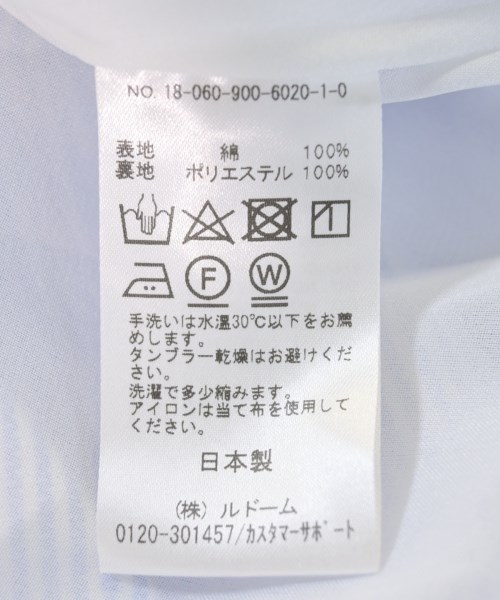 NO. 18-060-900-6020-1-0
表地 綿 100%
裏地 ポリエステル 100%
F W
手洗いは水温30℃以下をお薦
めします。
タンブラー乾燥はお避けくだ
さい。
洗濯で多少縮みます。
アイロンは当て布を使用して
ください。
日本製
(株) ルドーム
0120-301457/カスタマーサポート